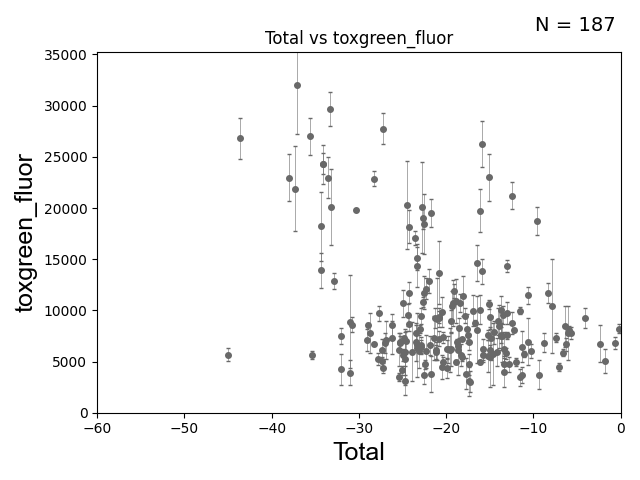 N = 187
Total vs toxgreen_fluor
35000
30000
25000
20000
15000
10000
5000
0
toxgreen_fluor
−60 −50 −40 −30 −20 −10 0
Total